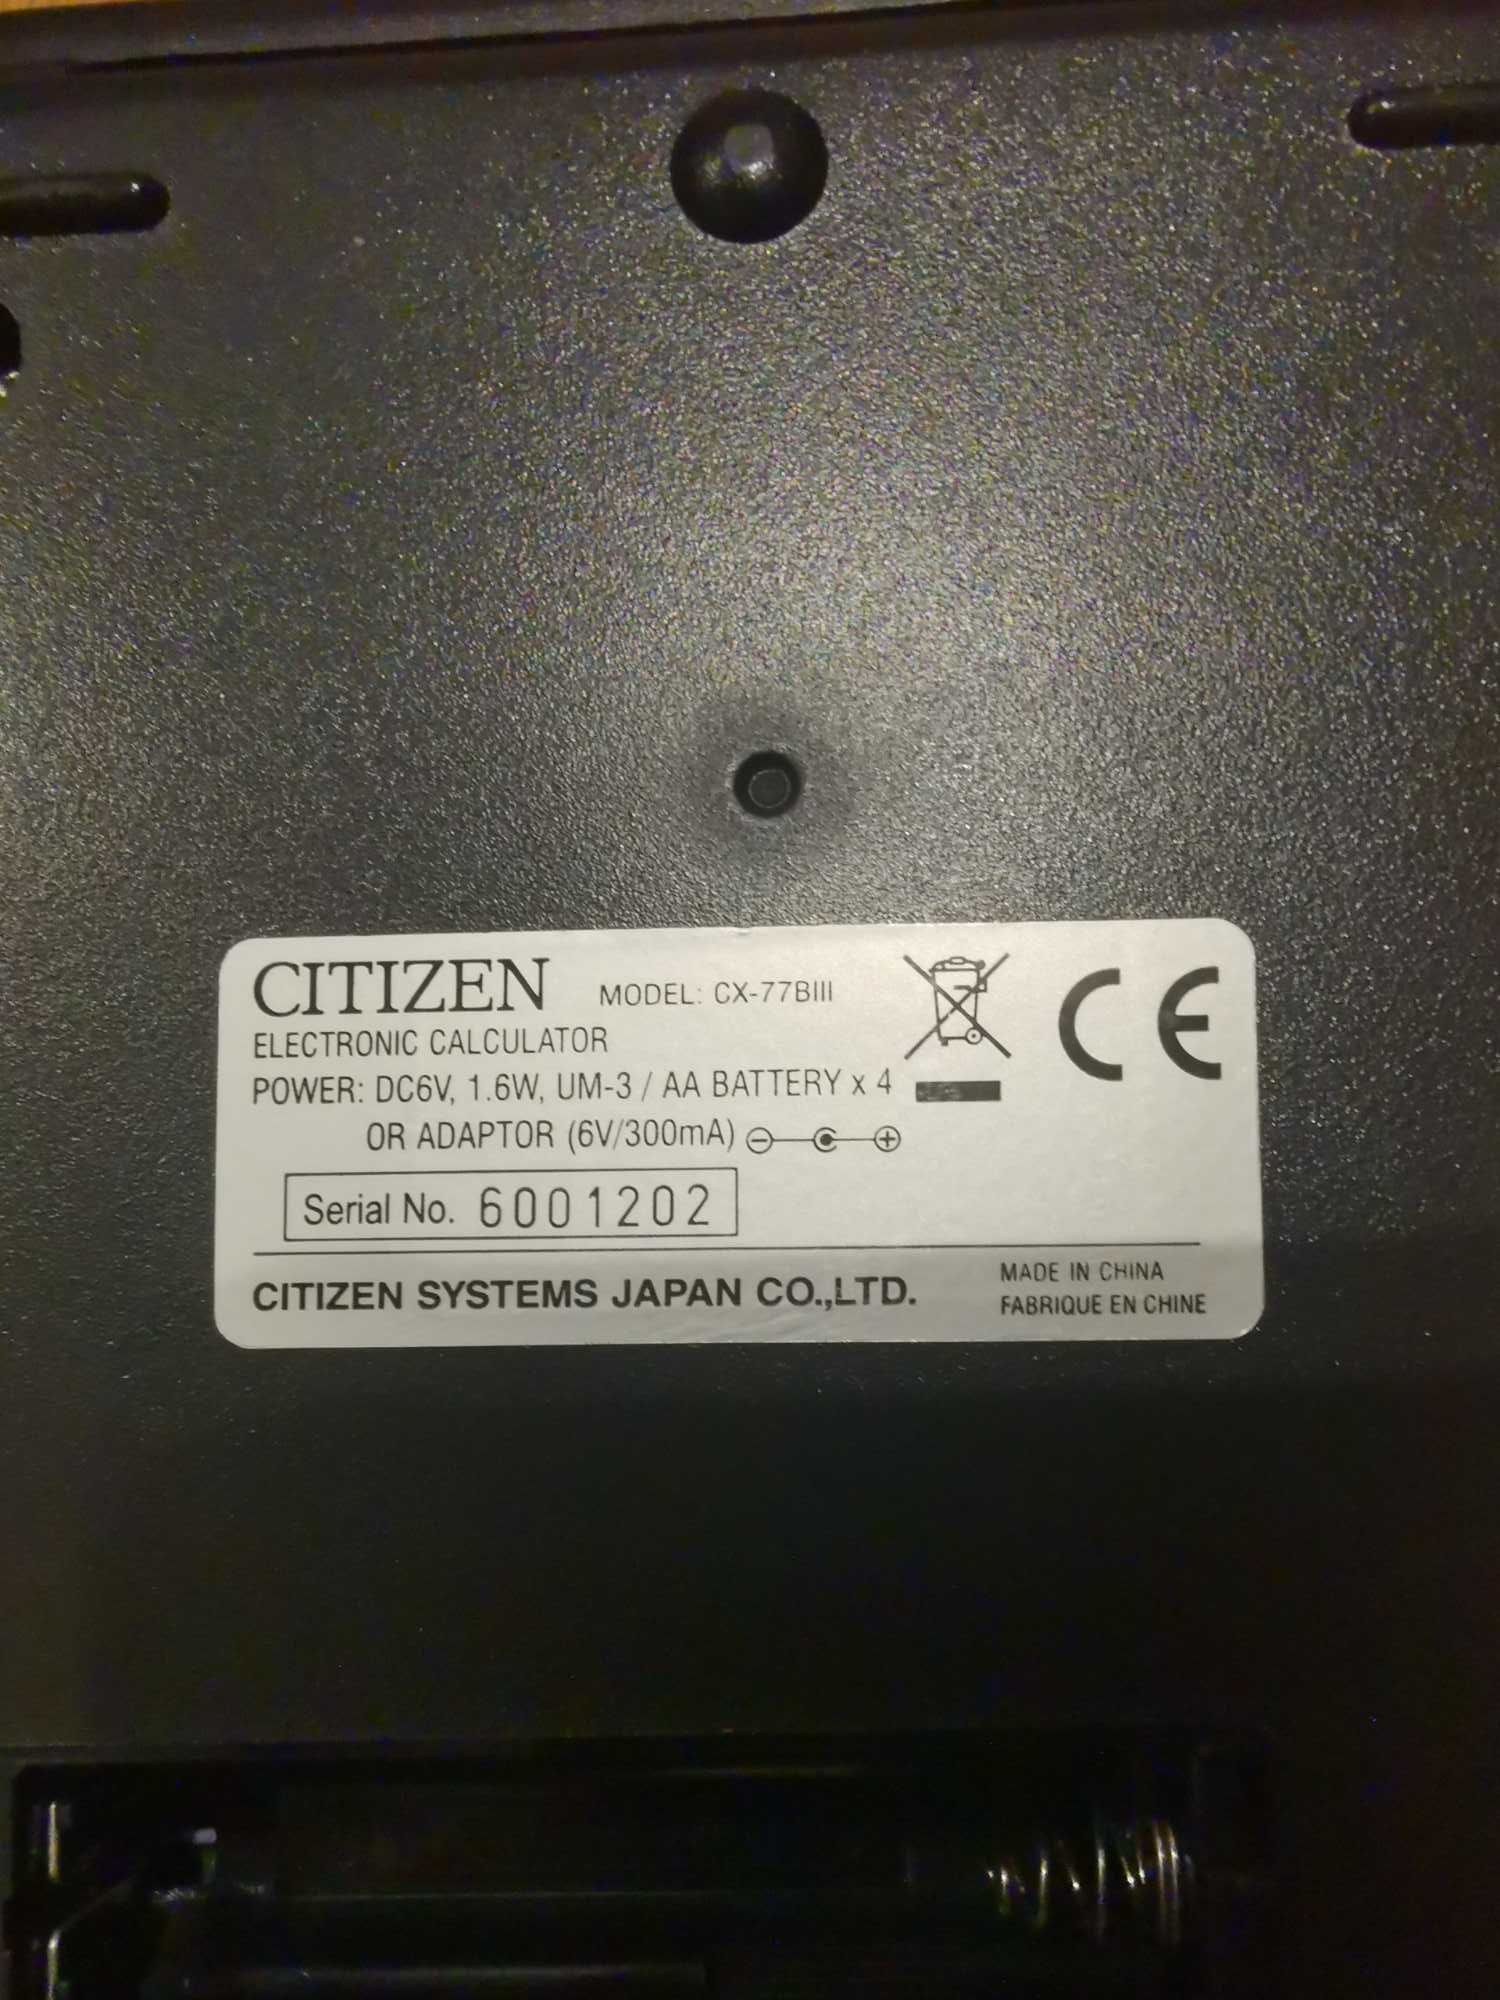 CITIZEN MODEL: CX-77BIII
ELECTRONIC CALCULATOR
POWER: DC6V, 1.6W, UM-3 / AA BATTERY x 4
OR ADAPTOR (6V/300mA)
Serial No. 6001202
CITIZEN SYSTEMS JAPAN CO.,LTD.
MADE IN CHINA
FABRIQUE EN CHINE
CE